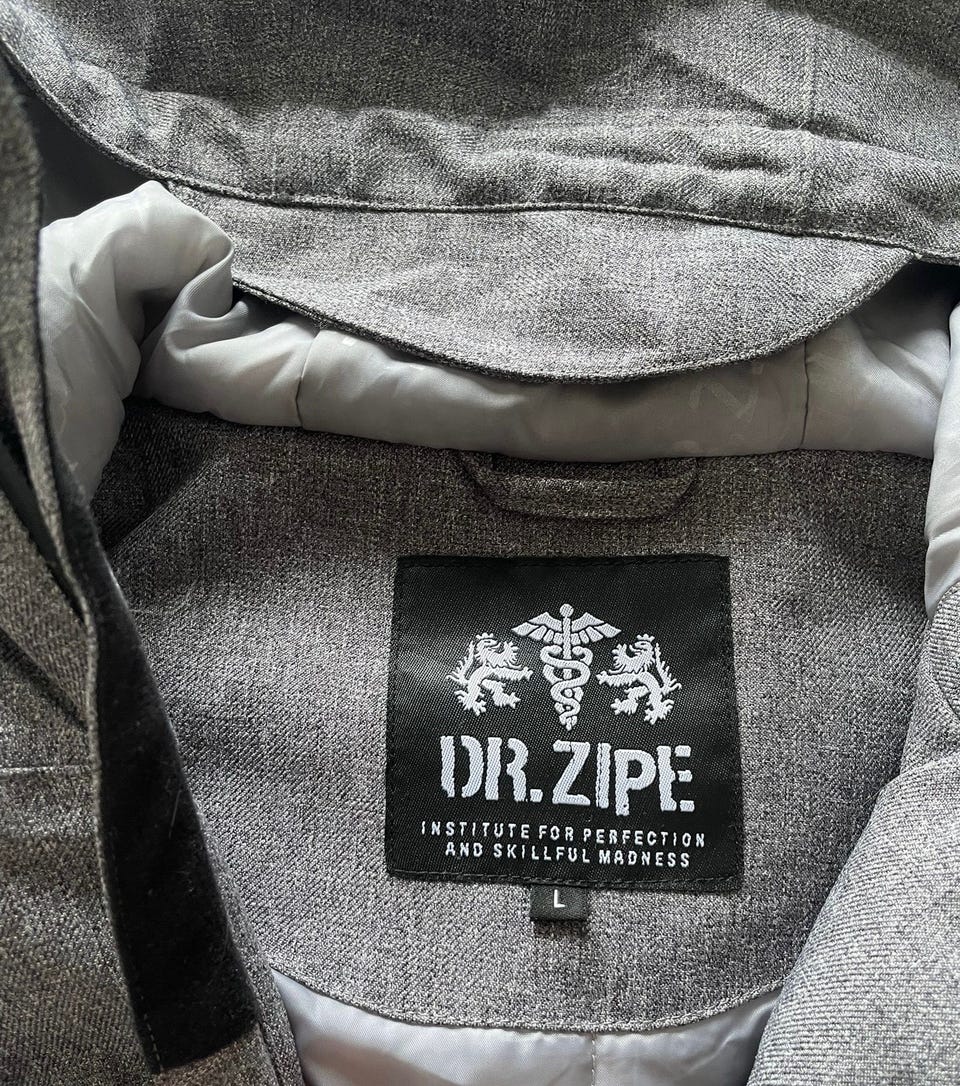 DR. ZIPE
INSTITUTE FOR PERFECTION
AND SKILLFUL MADNESS
L